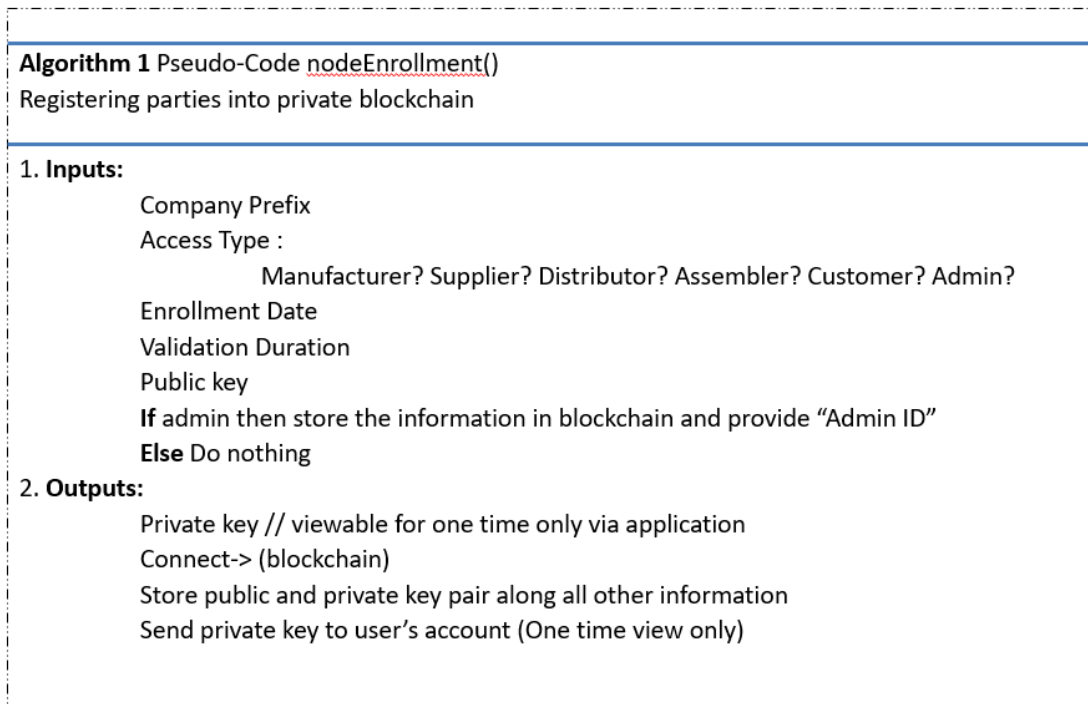 Algorithm 1 Pseudo-Code nodeEnrollment()
Registering parties into private blockchain
1. Inputs:
Company Prefix
Access Type :
Manufacturer? Supplier? Distributor? Assembler? Customer? Admin?
Enrollment Date
Validation Duration
Public key
If admin then store the information in blockchain and provide “Admin ID”
Else Do nothing
2. Outputs:
Private key // viewable for one time only via application
Connect-> (blockchain)
Store public and private key pair along all other information
Send private key to user’s account (One time view only)